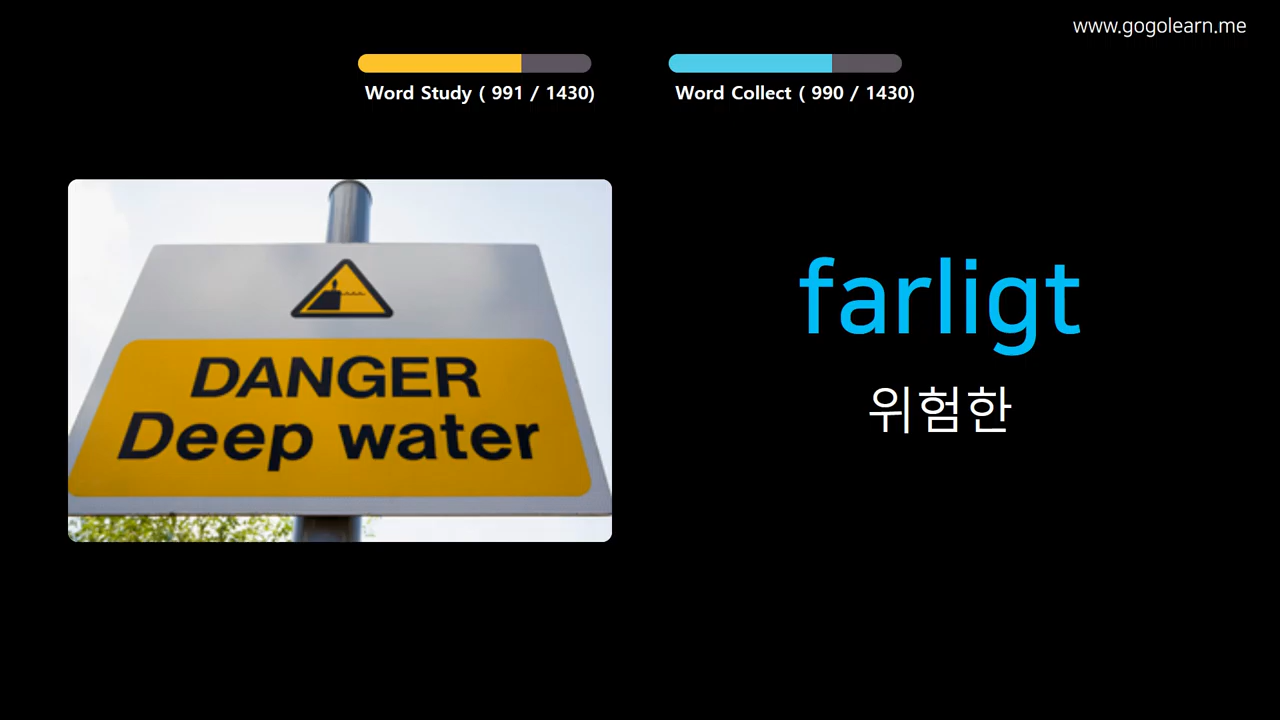 www.gogolearn.me
Word Study ( 991 / 1430)
Word Collect ( 990 / 1430)
DANGER
Deep water
farligt
위험한